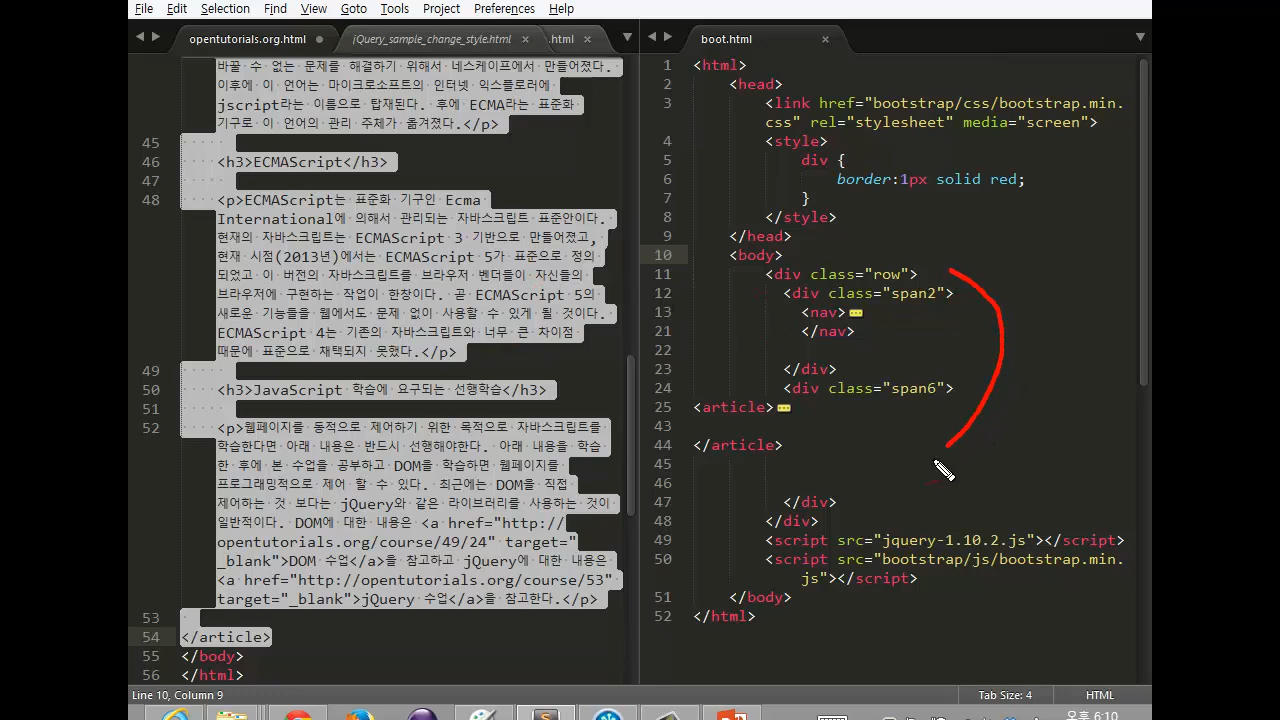 File Edit Selection Find View Goto Tools Project Preferences Help
opentutorials.org.html jQuery_sample_change_style.html .html
바꿀 수 없는 문제를 해결하기 위해서 네스케이프에서 만들어졌다.
이후에 이 언어는 마이크로소프트의 인터넷 익스플로러에
jscript라는 이름으로 탑재된다. 후에 ECMA라는 표준화
기구로 이 언어의 관리 주체가 옮겨졌다.</p>
45
46 <h3>ECMAScript</h3>
47
48 <p>ECMAScript는 표준화 기구인 Ecma
International에 의해서 관리되는 자바스크립트 표준안이다.
현재의 자바스크립트는 ECMAScript 3 기반으로 만들어졌고,
현재 시점(2013년)에서는 ECMAScript 5가 표준으로 정의
되었고 이 버전의 자바스크립트를 브라우저 벤더들이 자신들의
브라우저에 구현하는 작업이 한창이다. 곧 ECMAScript 5의
새로운 기능들을 웹에서도 문제 없이 사용할 수 있게 될 것이다.
ECMAScript 4는 기존의 자바스크립트와 너무 큰 차이점
때문에 표준으로 채택되지 못했다.</p>
49
50 <h3>JavaScript 학습에 요구되는 선행학습</h3>
51
52 <p>웹페이지를 동적으로 제어하기 위한 목적으로 자바스크립트를
학습한다면 아래 내용은 반드시 선행해야한다. 아래 내용을 학습
한 후에 본 수업을 공부하고 DOM을 학습하면 웹페이지를
프로그래밍적으로 제어 할 수 있다. 최근에는 DOM을 직접
제어하는 것 보다는 jQuery와 같은 라이브러리를 사용하는 것이
일반적이다. DOM에 대한 내용은 <a href="http://
opentutorials.org/course/49/24" target="
_blank">DOM 수업</a>을 참고하고 jQuery에 대한 내용은
<a href="http://opentutorials.org/course/53"
target="_blank">jQuery 수업</a>을 참고한다.</p>
53
54 </article>
55 </body>
56 </html>
boot.html
1 <html>
2 <head>
3 <link href="bootstrap/css/bootstrap.min.
css" rel="stylesheet" media="screen">
4 <style>
5 div {
6 border:1px solid red;
7 }
8 </style>
9 </head>
10 <body>
11 <div class="row">
12 <div class="span2">
13 <nav>
21 </nav>
22
23 </div>
24 <div class="span6">
25 <article>
43
44 </article>
45
46
47 </div>
48 </div>
49 <script src="jquery-1.10.2.js"></script>
50 <script src="bootstrap/js/bootstrap.min.
js"></script>
51 </body>
52 </html>
Line 10, Column 9 Tab Size: 4 HTML
오후 6:10